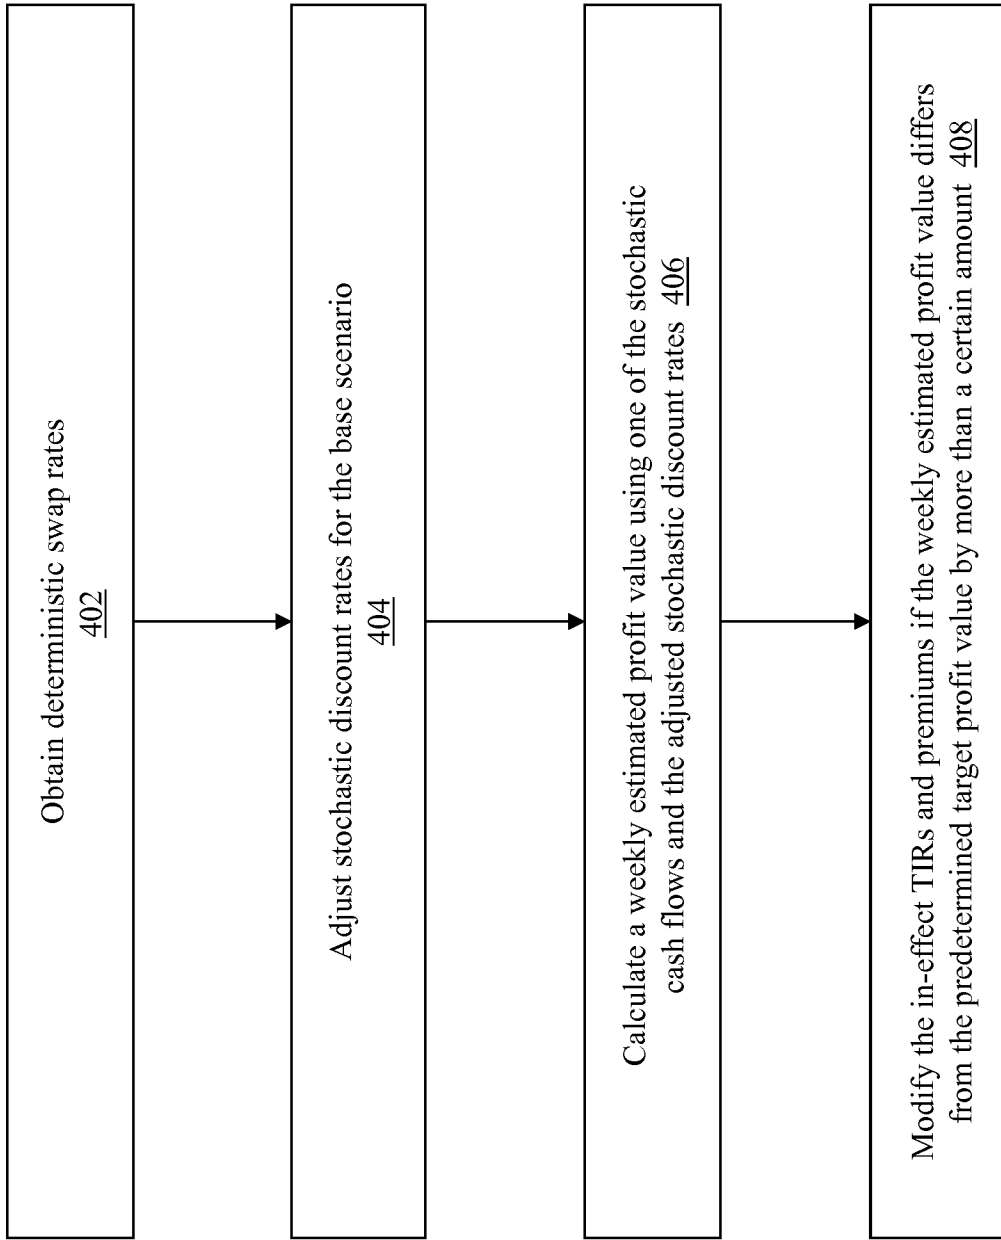 Obtain deterministic swap rates
402
Adjust stochastic discount rates for the base scenario
404
Calculate a weekly estimated profit value using one of the stochastic
cash flows and the adjusted stochastic discount rates 406
Modify the in-effect TIRs and premiums if the weekly estimated profit value differs
from the predetermined target profit value by more than a certain amount 408